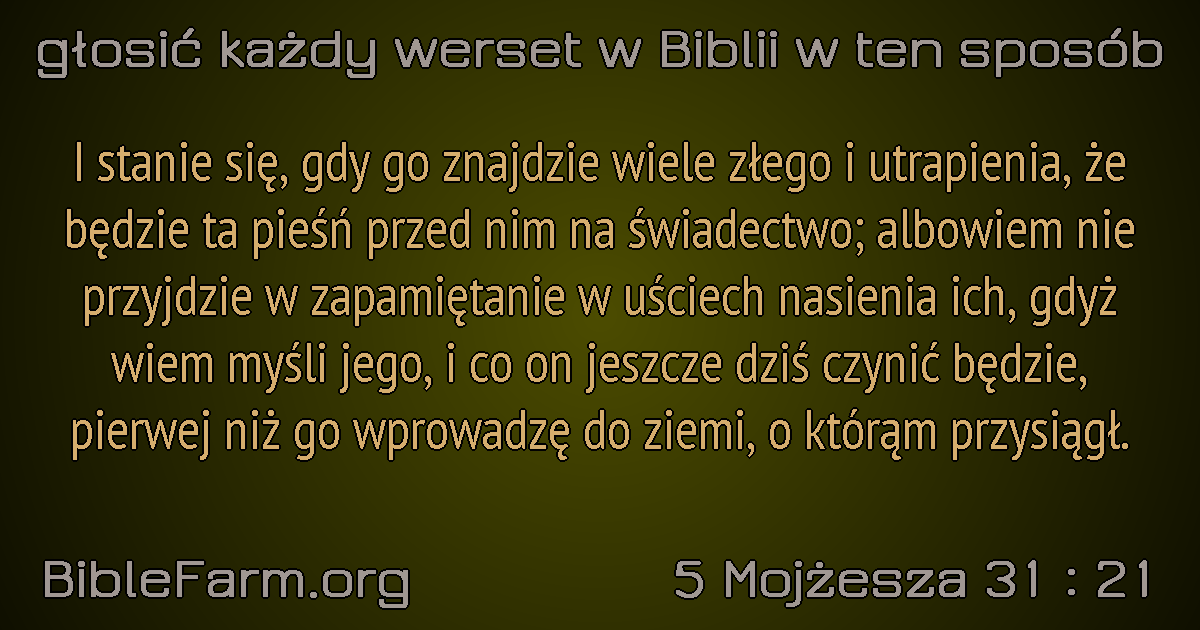 głosić każdy werset w Biblii w ten sposób
I stanie się, gdy go znajdzie wiele złego i utrapienia, że
będzie ta pieśń przed nim na świadectwo; albowiem nie
przyjdzie w zapamiętanie w uściech nasienia ich, gdyż
wiem myśli jego, i co on jeszcze dziś czynić będzie,
pierwej niż go wprowadzę do ziemi, o którąm przysiągł.
BibleFarm.org
5 Mojżesza 31 : 21